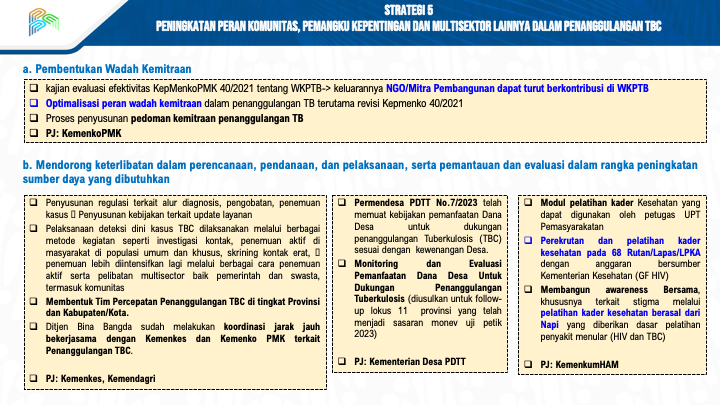 STRATEGI 5
PENINGKATAN PERAN KOMUNITAS, PEMANGKU KEPENTINGAN DAN MULTISEKTOR LAINNYA DALAM PENANGGULANGAN TBC
a. Pembentukan Wadah Kemitraan
❑ kajian evaluasi efektivitas KepMenkoPMK 40/2021 tentang WKPTB-> keluarannya NGO/Mitra Pembangunan dapat turut berkontribusi di WKPTB
❑ Optimalisasi peran wadah kemitraan dalam penanggulangan TB terutama revisi Kepmenko 40/2021
❑ Proses penyusunan pedoman kemitraan penanggulangan TB
❑ PJ: KemenkoPMK
b. Mendorong keterlibatan dalam perencanaan, pendanaan, dan pelaksanaan, serta pemantauan dan evaluasi dalam rangka peningkatan
sumber daya yang dibutuhkan
❑ Penyusunan regulasi terkait alur diagnosis, pengobatan, penemuan
kasus ▯ Penyusunan kebijakan terkait update layanan
❑ Pelaksanaan deteksi dini kasus TBC dilaksanakan melalui berbagai
metode kegiatan seperti investigasi kontak, penemuan aktif di
masyarakat di populasi umum dan khusus, skrining kontak erat, ▯
penemuan lebih diintensifkan lagi melalui berbagai cara penemuan
aktif serta pelibatan multisector baik pemerintah dan swasta,
termasuk komunitas
❑ Membentuk Tim Percepatan Penanggulangan TBC di tingkat Provinsi
dan Kabupaten/Kota.
❑ Ditjen Bina Bangda sudah melakukan koordinasi jarak jauh
bekerjasama dengan Kemenkes dan Kemenko PMK terkait
Penanggulangan TBC.
❑ PJ: Kemenkes, Kemendagri
❑ Permendesa PDTT No.7/2023 telah
memuat kebijakan pemanfaatan Dana
Desa untuk dukungan
penanggulangan Tuberkulosis (TBC)
sesuai dengan kewenangan Desa.
❑ Monitoring dan Evaluasi
Pemanfaatan Dana Desa Untuk
Dukungan Penanggulangan
Tuberkulosis (diusulkan untuk follow-
up lokus 11 provinsi yang telah
menjadi sasaran monev uji petik
2023)
❑ PJ: Kementerian Desa PDTT
❑ Modul pelatihan kader Kesehatan yang
dapat digunakan oleh petugas UPT
Pemasyarakatan
❑ Perekrutan dan pelatihan kader
kesehatan pada 68 Rutan/Lapas/LPKA
dengan anggaran bersumber
Kementerian Kesehatan (GF HIV)
❑ Membangun awareness Bersama,
khususnya terkait stigma melalui
pelatihan kader kesehatan berasal dari
Napi yang diberikan dasar pelatihan
penyakit menular (HIV dan TBC)
❑ PJ: KemenkumHAM